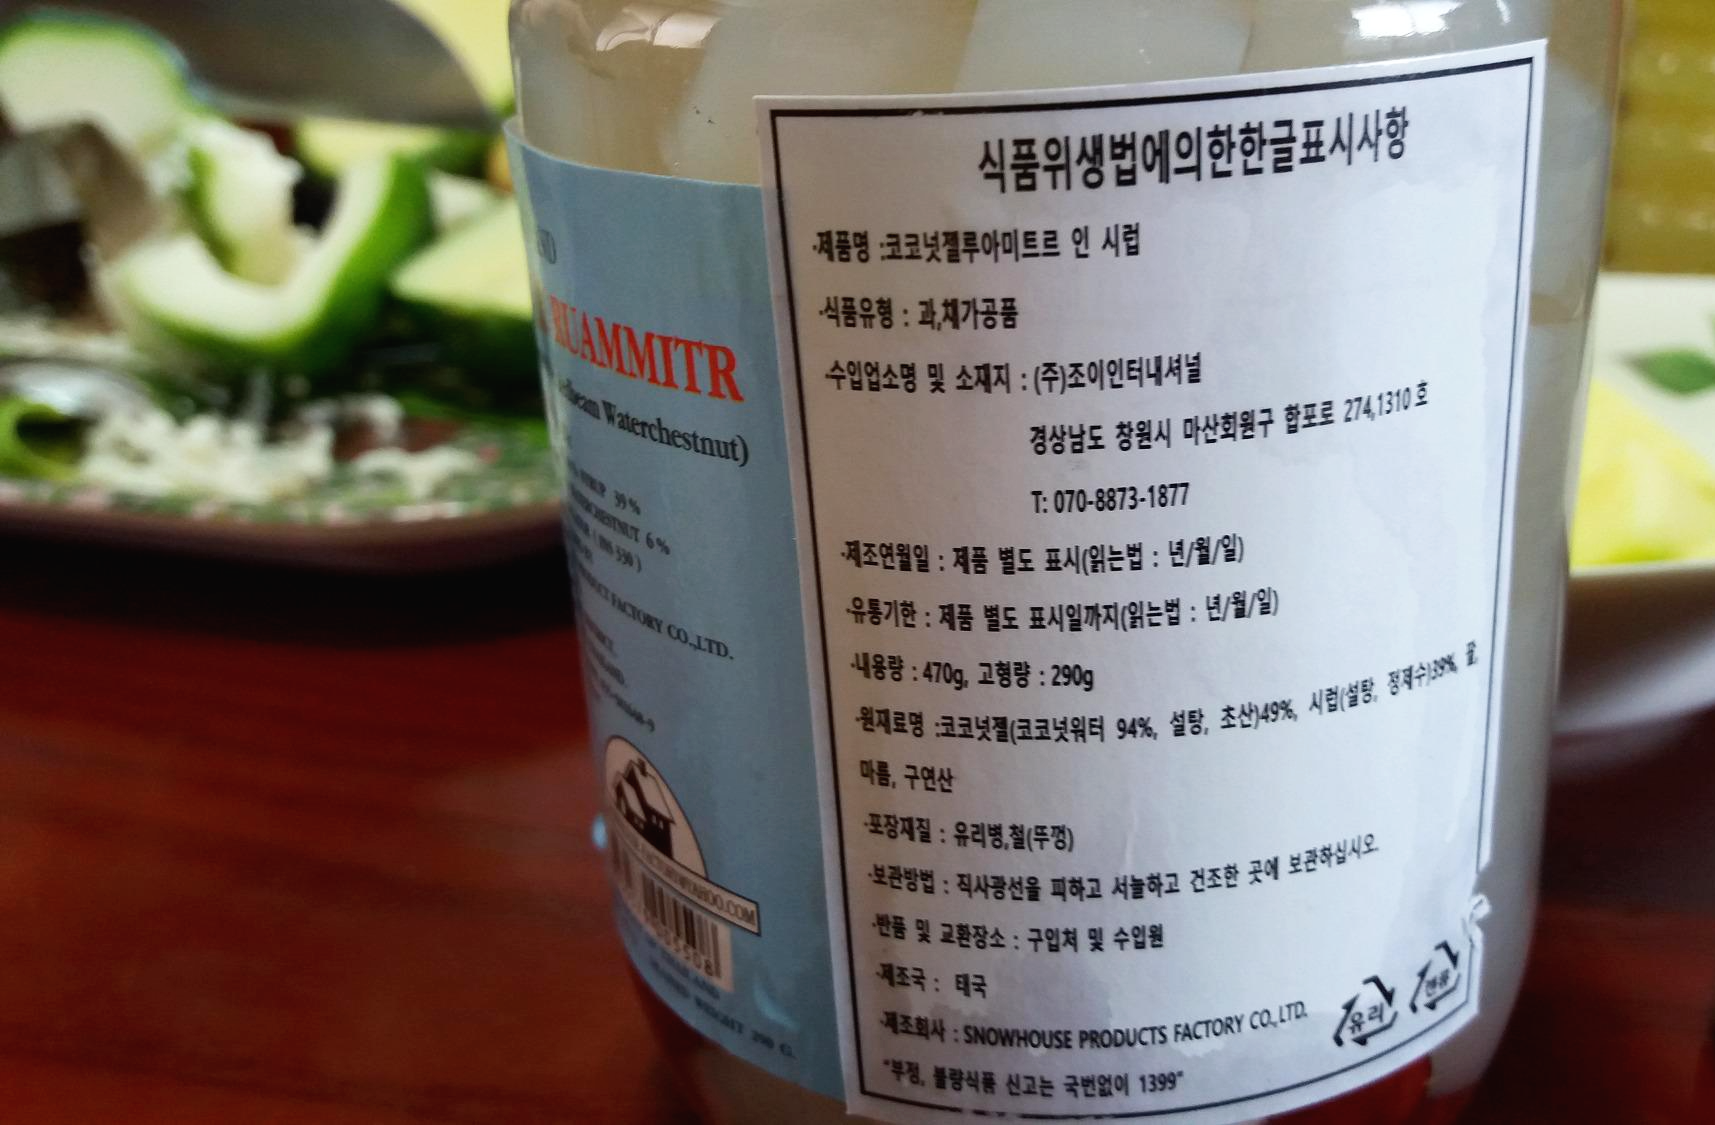 식품위생법에의한한글표시사항
·제품명 :코코넛젤루아미트르 인 시럽
·식품유형 : 과,채가공품
·수입업소명 및 소재지 : (주)조이인터내셔널
경상남도 창원시 마산회원구 합포로 274,1310호
T: 070-8873-1877
·제조연월일 : 제품 별도 표시(읽는법 : 년/월/일)
·유통기한 : 제품 별도 표시일까지(읽는법 : 년/월/일)
·내용량 : 470g, 고형량 : 290g
·원재료명 :코코넛젤(코코넛워터 94%, 설탕, 초산)49%, 시럽(설탕, 정제수)39%,
마름, 구연산
·포장재질 : 유리병,철(뚜껑)
·보관방법 : 직사광선을 피하고 서늘하고 건조한 곳에 보관하십시오.
·반품 및 교환장소 : 구입처 및 수입원
·제조국 : 태국
·제조회사 : SNOWHOUSE PRODUCTS FACTORY CO.,LTD.
유리
"부정, 불량식품 신고는 국번없이 1399"
RUAMMITR
Waterchestnut)
SYRUP 39%
6%
FACTORY CO.,LTD.
WEIGHT 290 G.